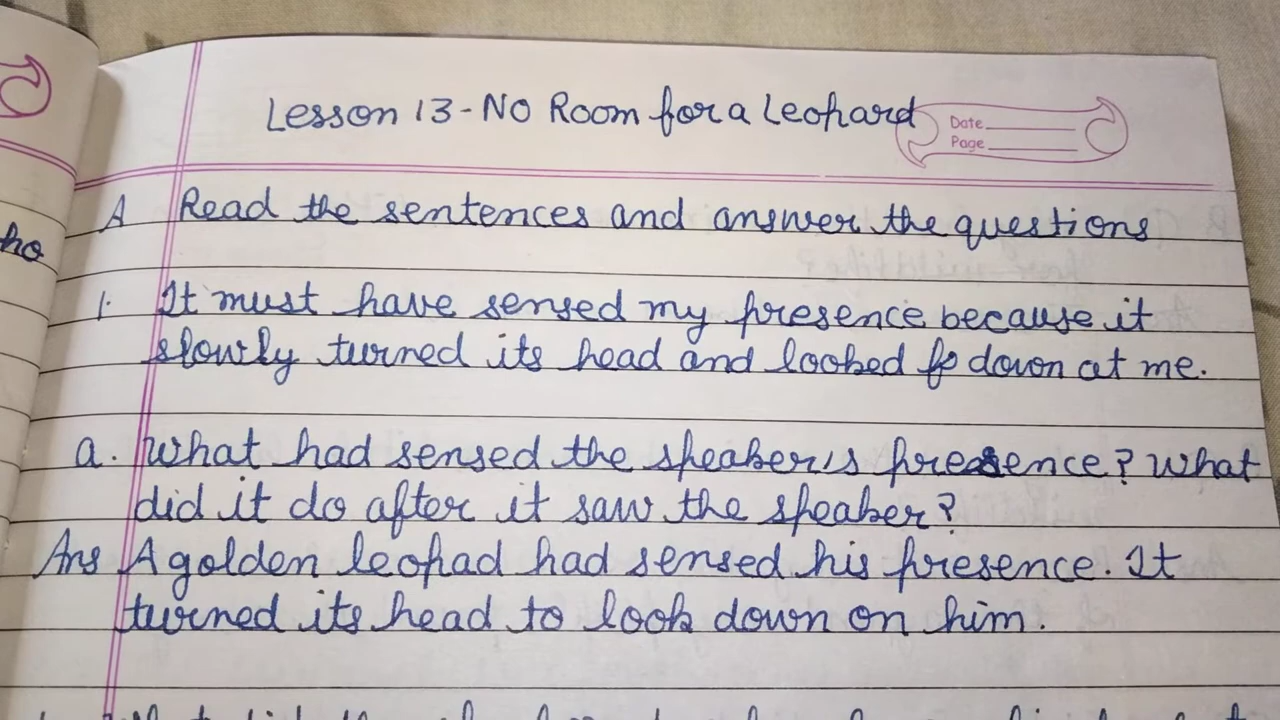 Lesson 13-No Room for a Leopard
Date
Page
A Read the sentences and answer the questions
ho
1. It must have sensed my presence because it
slowly turned its head and looked down at me.
a. What had sensed the speaker's presence? What
did it do after it saw the speaker?
Ans A golden leopad had sensed his presence. It
turned its head to look down on him.